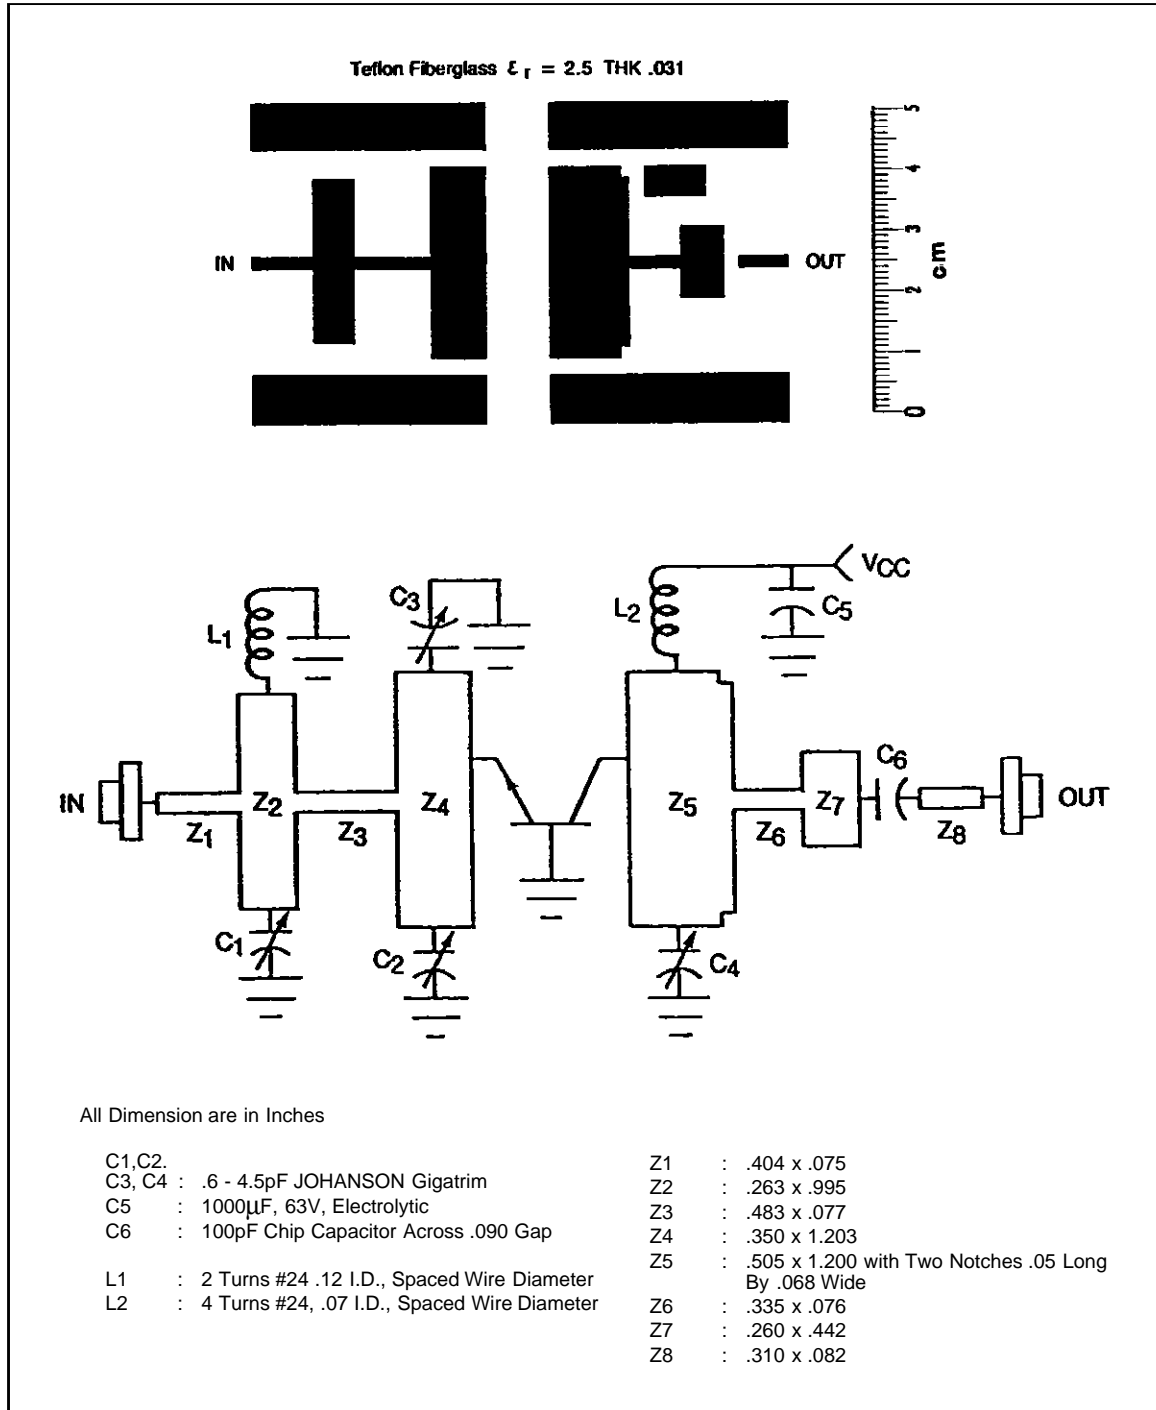 Teflon Fiberglass ε r = 2.5 THK .031
IN
OUT
5
4
3
2
1
0
cm
L1
C3
L2
VCC
C5
IN
Z1
Z2
Z3
Z4
Z5
Z6
Z7
C6
Z8
OUT
C1
C2
C4
All Dimension are in Inches
C1,C2.
C3, C4 : .6 - 4.5pF JOHANSON Gigatrim
C5 : 1000µF, 63V, Electrolytic
C6 : 100pF Chip Capacitor Across .090 Gap
L1 : 2 Turns #24 .12 I.D., Spaced Wire Diameter
L2 : 4 Turns #24, .07 I.D., Spaced Wire Diameter
Z1 : .404 x .075
Z2 : .263 x .995
Z3 : .483 x .077
Z4 : .350 x 1.203
Z5 : .505 x 1.200 with Two Notches .05 Long
By .068 Wide
Z6 : .335 x .076
Z7 : .260 x .442
Z8 : .310 x .082